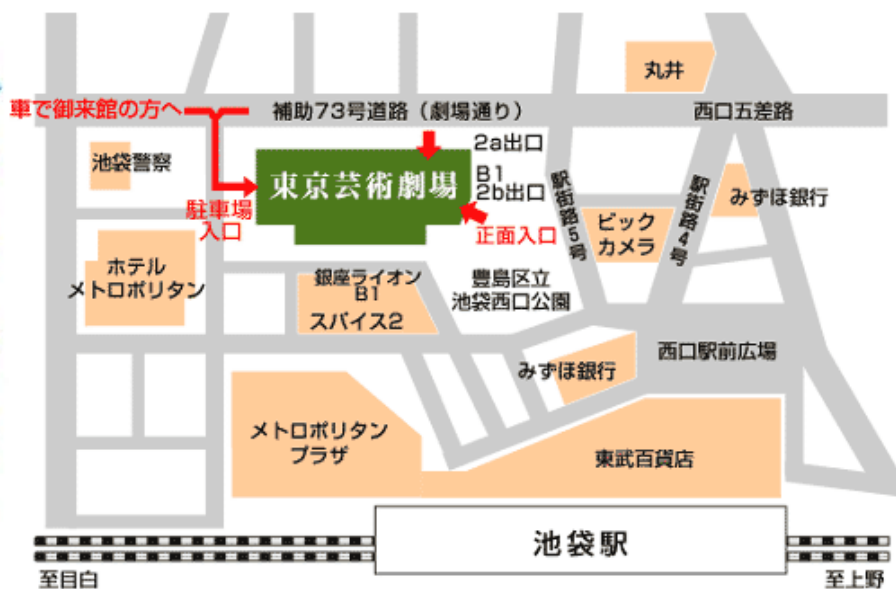 丸井
車で御来館の方へ
補助73号道路（劇場通り）
西口五差路
2a出口
池袋警察
東京芸術劇場
B1
2b出口
駐車場
入口
正面入口
駅街路5号
ビック
カメラ
駅街路4号
みずほ銀行
ホテル
メトロポリタン
銀座ライオン
B1
スパイス2
豊島区立
池袋西口公園
みずほ銀行
西口駅前広場
メトロポリタン
プラザ
東武百貨店
池袋駅
至目白
至上野